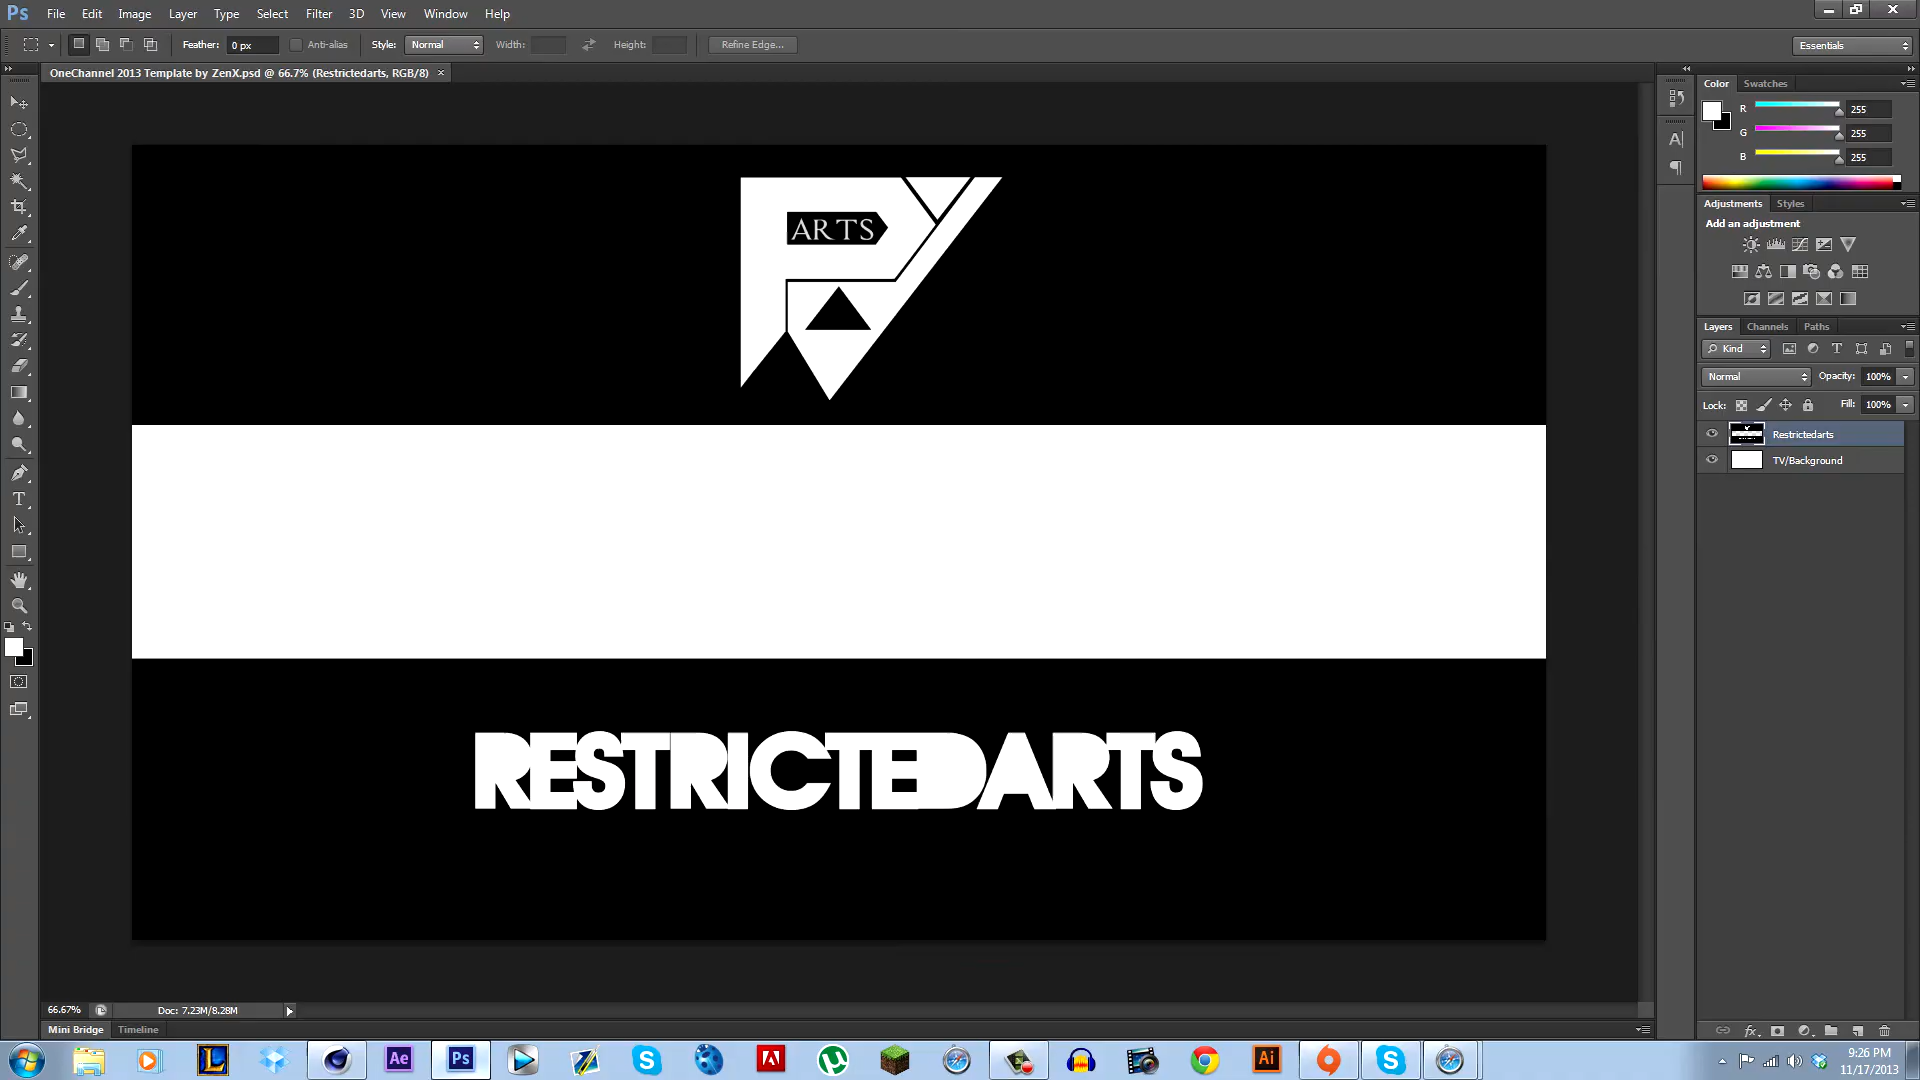 Ps File Edit Image Layer Type Select Filter 3D View Window Help
Feather: 0 px Anti-alias Style: Normal Width: Height: Refine Edge... Essentials
OneChannel 2013 Template by ZenX.psd @ 66.7% (Restrictedarts, RGB/8) ×
Color Swatches
R 255
G 255
B 255
Adjustments Styles
Add an adjustment
Layers Channels Paths
Kind
Normal Opacity: 100%
Lock: Fill: 100%
Restrictedarts
TV/Background
ARTS
RESTRICTEDARTS
66.67% Doc: 7.23M/8.28M
Mini Bridge Timeline
fx
L Ae Ps S Ai S
9:26 PM
11/17/2013